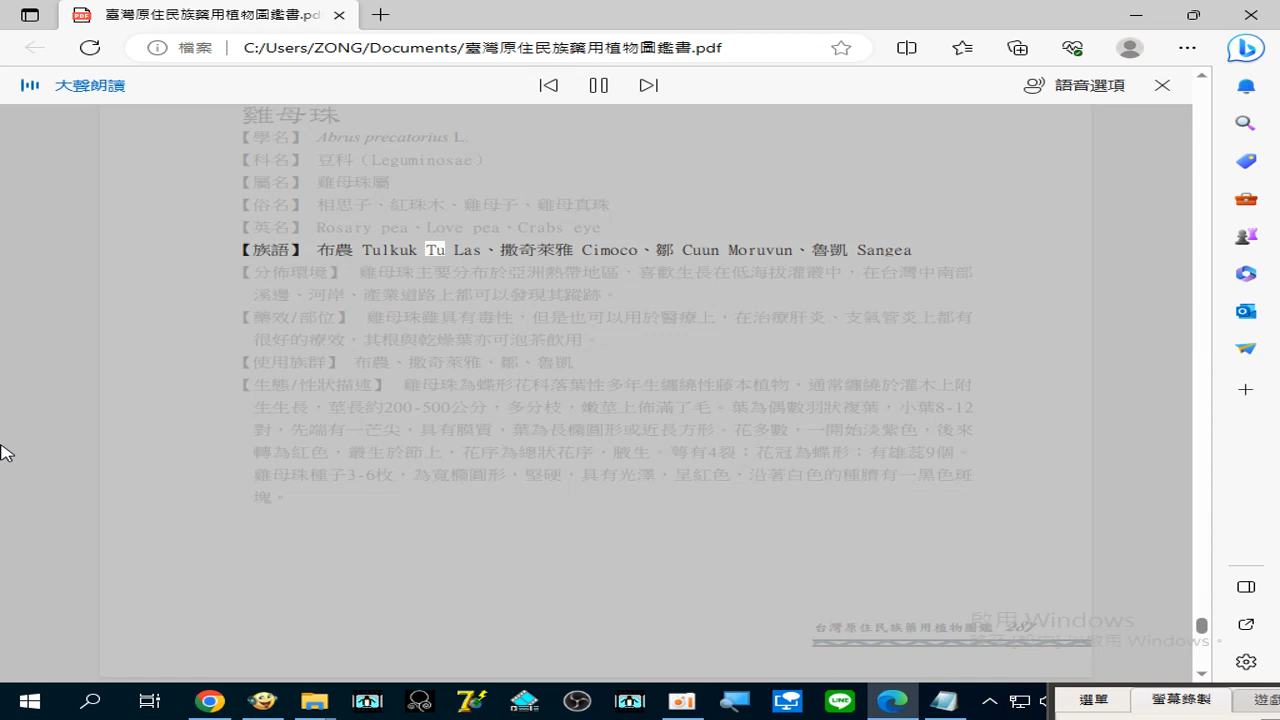 臺灣原住民族藥用植物圖鑑書.pd
檔案 C:/Users/ZONG/Documents/臺灣原住民族藥用植物圖鑑書.pdf
大聲朗讀 語音選項
雞母珠
【學名】 Abrus precatorius L.
【科名】 豆科（Leguminosae）
【屬名】 雞母珠屬
【俗名】 相思子、紅珠木、雞母子、雞母真珠
【英名】 Rosary pea、Love pea、Crabs eye
【族語】 布農 Tulkuk Tu Las、撒奇萊雅 Cimoco、鄒 Cuun Moruvun、魯凱 Sangea
【分佈環境】 雞母珠主要分布於亞洲熱帶地區，喜歡生長在低海拔灌叢中，在台灣中南部
溪邊、河岸、產業道路上都可以發現其蹤跡。
【藥效/部位】 雞母珠雖具有毒性，但是也可以用於醫療上，在治療肝炎、支氣管炎上都有
很好的療效，其根與乾燥葉亦可泡茶飲用。
【使用族群】 布農、撒奇萊雅、鄒、魯凱
【生態/性狀描述】 雞母珠為蝶形花科落葉性多年生纏繞性藤本植物，通常纏繞於灌木上附
生生長，莖長約200-500公分，多分枝，嫩莖上佈滿了毛。葉為偶數羽狀複葉，小葉8-12
對，先端有一芒尖，具有膜質，葉為長橢圓形或近長方形。花多數，一開始淡紫色，後來
轉為紅色，叢生於節上，花序為總狀花序，腋生。萼有4裂；花冠為蝶形；有雄蕊9個。
雞母珠種子3-6枚，為寬橢圓形，堅硬，具有光澤，呈紅色，沿著白色的種臍有一黑色斑
塊。
啟用 Windows
台灣原住民族藥用植物圖鑑 287
啟用 Windows。
選單 螢幕錄製 遊戲